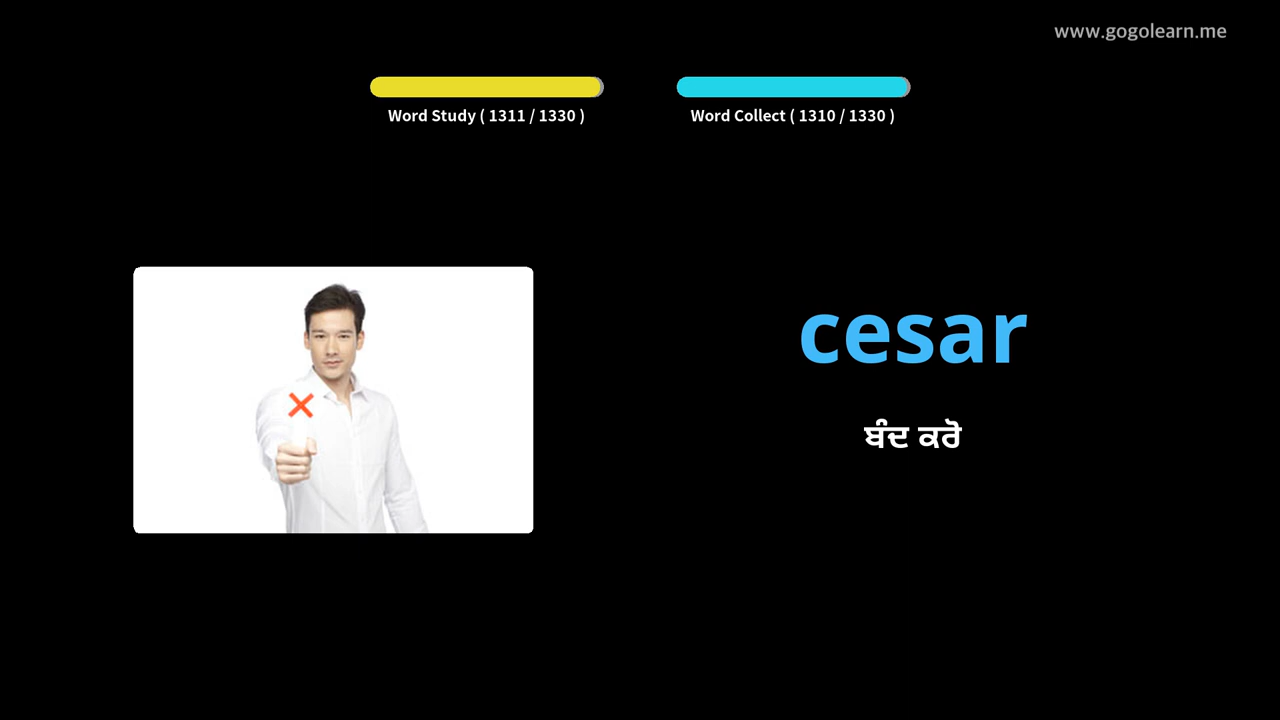 www.gogolearn.me
Word Study ( 1311 / 1330 )
Word Collect ( 1310 / 1330 )
cesar
ਬੰਦ ਕਰੋ